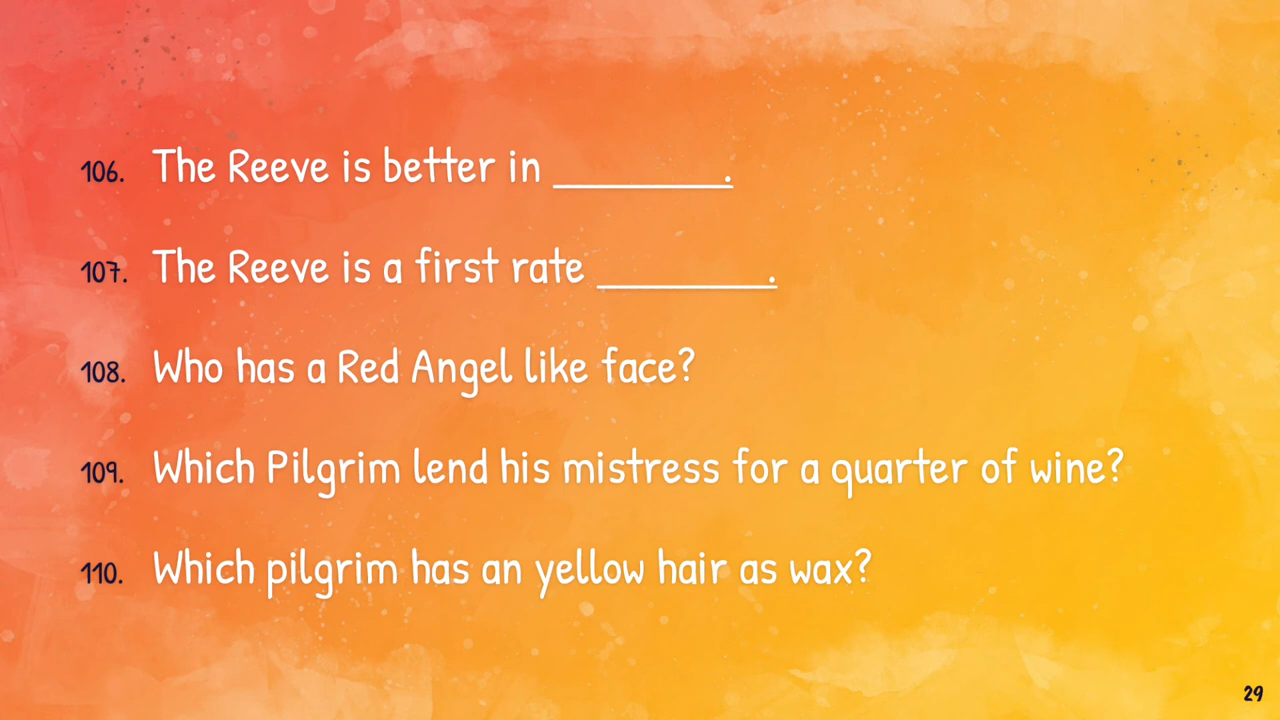 106. The Reeve is better in ________.
107. The Reeve is a first rate ________.
108. Who has a Red Angel like face?
109. Which Pilgrim lend his mistress for a quarter of wine?
110. Which pilgrim has an yellow hair as wax?
29